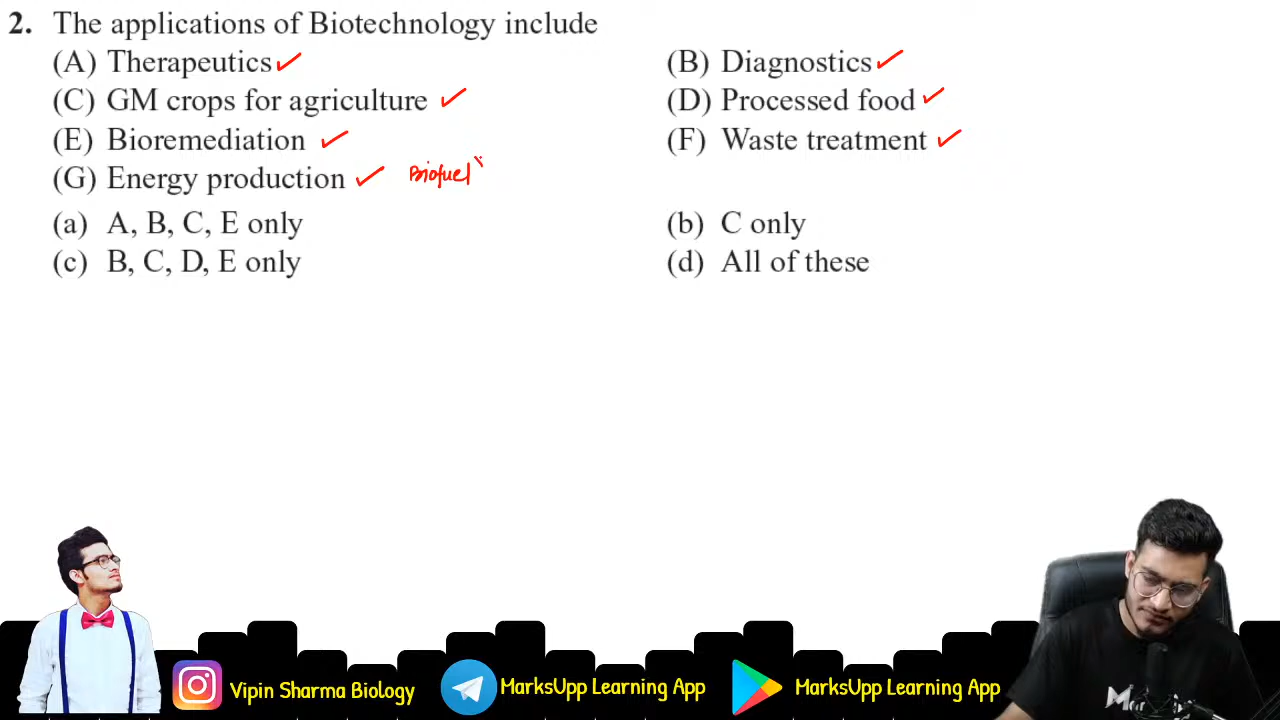 2. The applications of Biotechnology include
(A) Therapeutics ✓ (B) Diagnostics ✓
(C) GM crops for agriculture ✓ (D) Processed food ✓
(E) Bioremediation ✓ (F) Waste treatment ✓
(G) Energy production ✓ Biofuel
(a) A, B, C, E only (b) C only
(c) B, C, D, E only (d) All of these
Vipin Sharma Biology MarksUpp Learning App MarksUpp Learning App